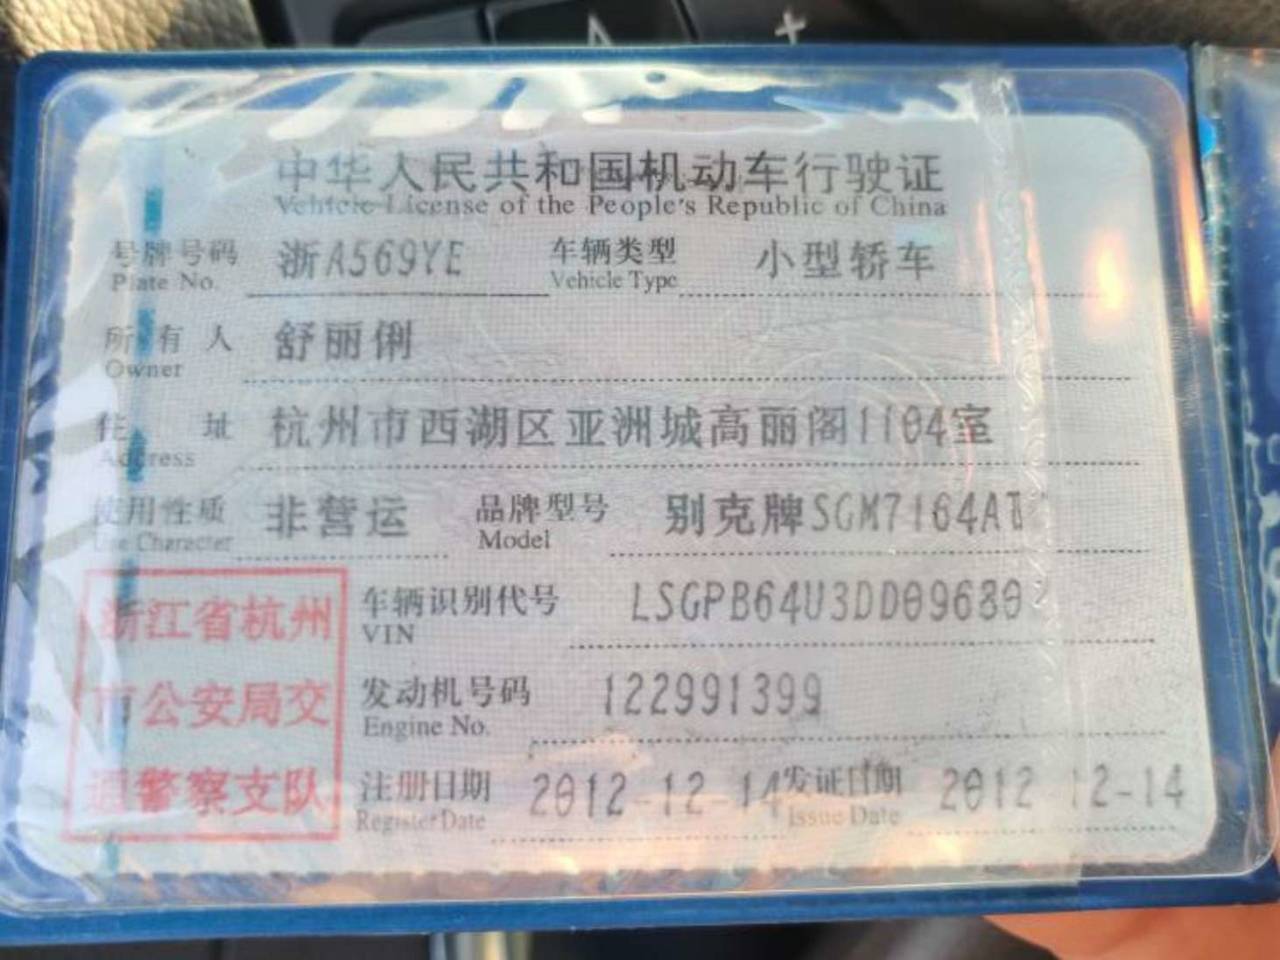 中华人民共和国机动车行驶证
Vehicle License of the People's Republic of China
号牌号码 浙A569YE 车辆类型 小型轿车
Plate No. Vehicle Type
所有人 舒丽俐
Owner
住址 杭州市西湖区亚洲城高丽阁1104室
Address
使用性质 非营运 品牌型号 别克牌SGM7164AT
Use Character Model
浙江省杭州
市公安局交
通警察支队
车辆识别代号 LSGPB64U3DD09680
VIN
发动机号码 122991399
Engine No.
注册日期 2012-12-14 发证日期 2012 12-14
Register Date Issue Date